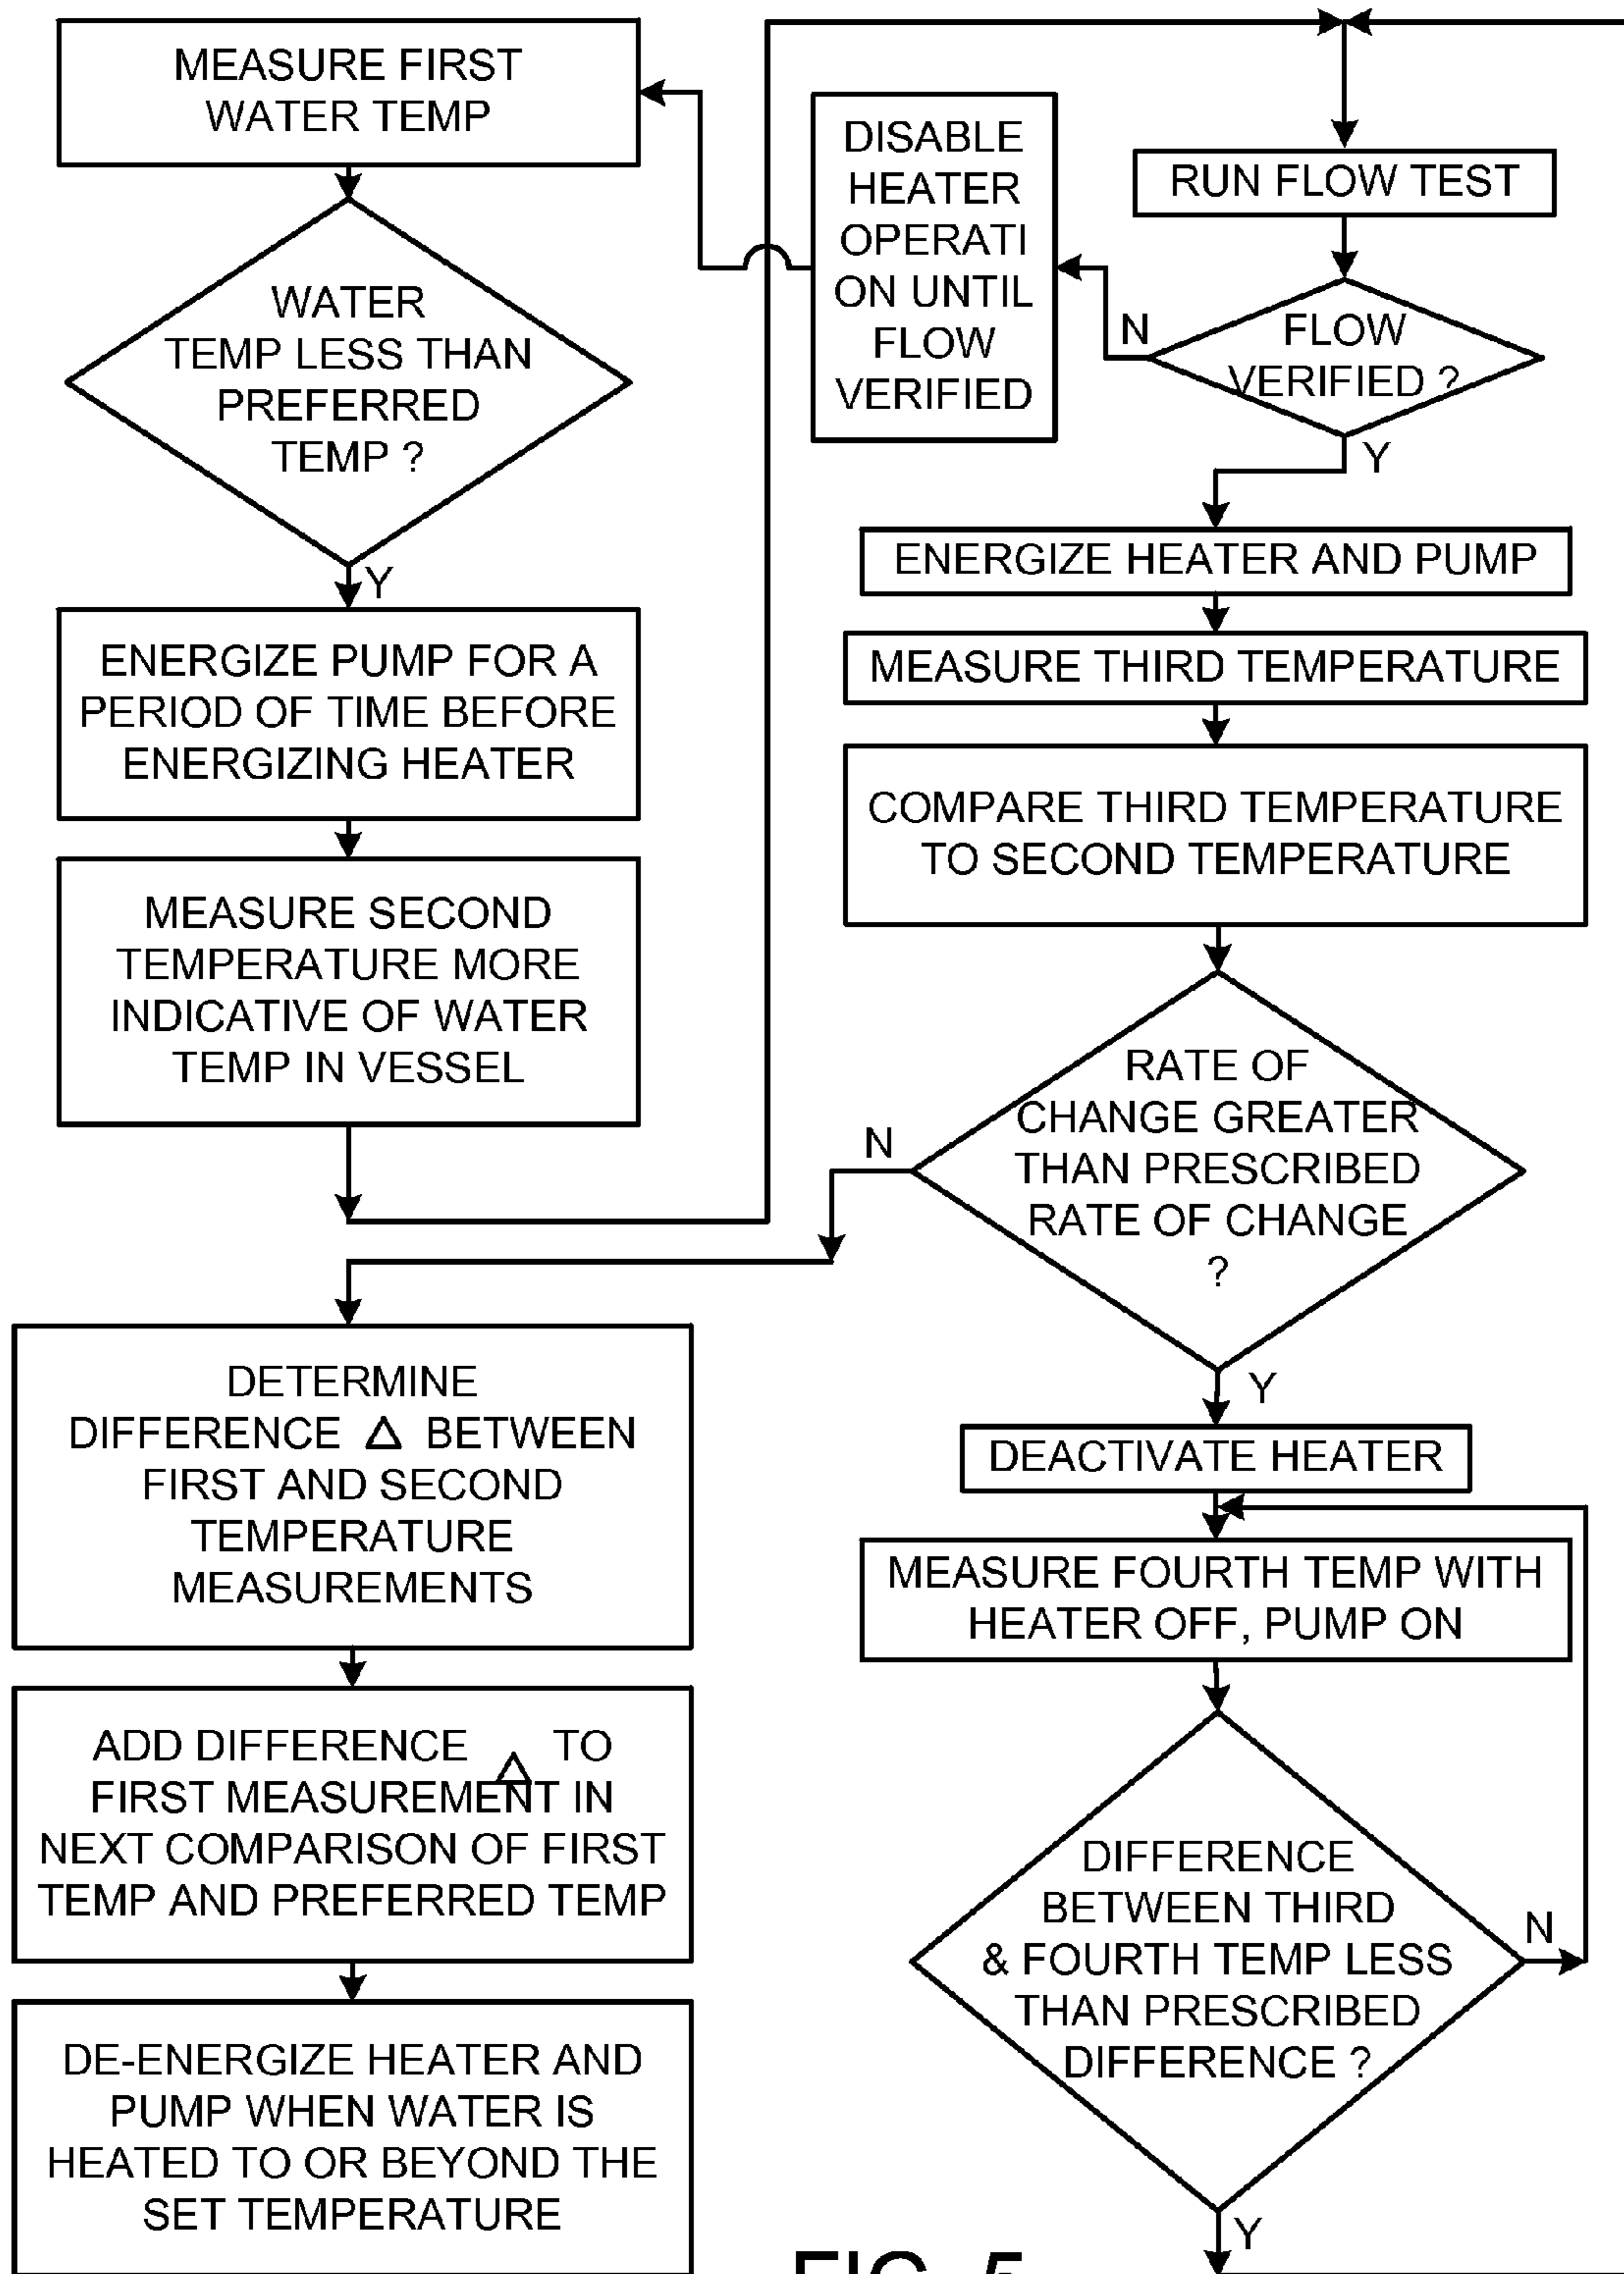 MEASURE FIRST
WATER TEMP
WATER
TEMP LESS THAN
PREFERRED
TEMP ?
Y
ENERGIZE PUMP FOR A
PERIOD OF TIME BEFORE
ENERGIZING HEATER
MEASURE SECOND
TEMPERATURE MORE
INDICATIVE OF WATER
TEMP IN VESSEL
RUN FLOW TEST
FLOW
VERIFIED ?
N
DISABLE
HEATER
OPERATI
ON UNTIL
FLOW
VERIFIED
Y
ENERGIZE HEATER AND PUMP
MEASURE THIRD TEMPERATURE
COMPARE THIRD TEMPERATURE
TO SECOND TEMPERATURE
RATE OF
CHANGE GREATER
THAN PRESCRIBED
RATE OF CHANGE
?
N
DETERMINE
DIFFERENCE △ BETWEEN
FIRST AND SECOND
TEMPERATURE
MEASUREMENTS
ADD DIFFERENCE △ TO
FIRST MEASUREMENT IN
NEXT COMPARISON OF FIRST
TEMP AND PREFERRED TEMP
DE-ENERGIZE HEATER AND
PUMP WHEN WATER IS
HEATED TO OR BEYOND THE
SET TEMPERATURE
Y
DEACTIVATE HEATER
MEASURE FOURTH TEMP WITH
HEATER OFF, PUMP ON
DIFFERENCE
BETWEEN THIRD
& FOURTH TEMP LESS
THAN PRESCRIBED
DIFFERENCE ?
N
Y
FIG. 5